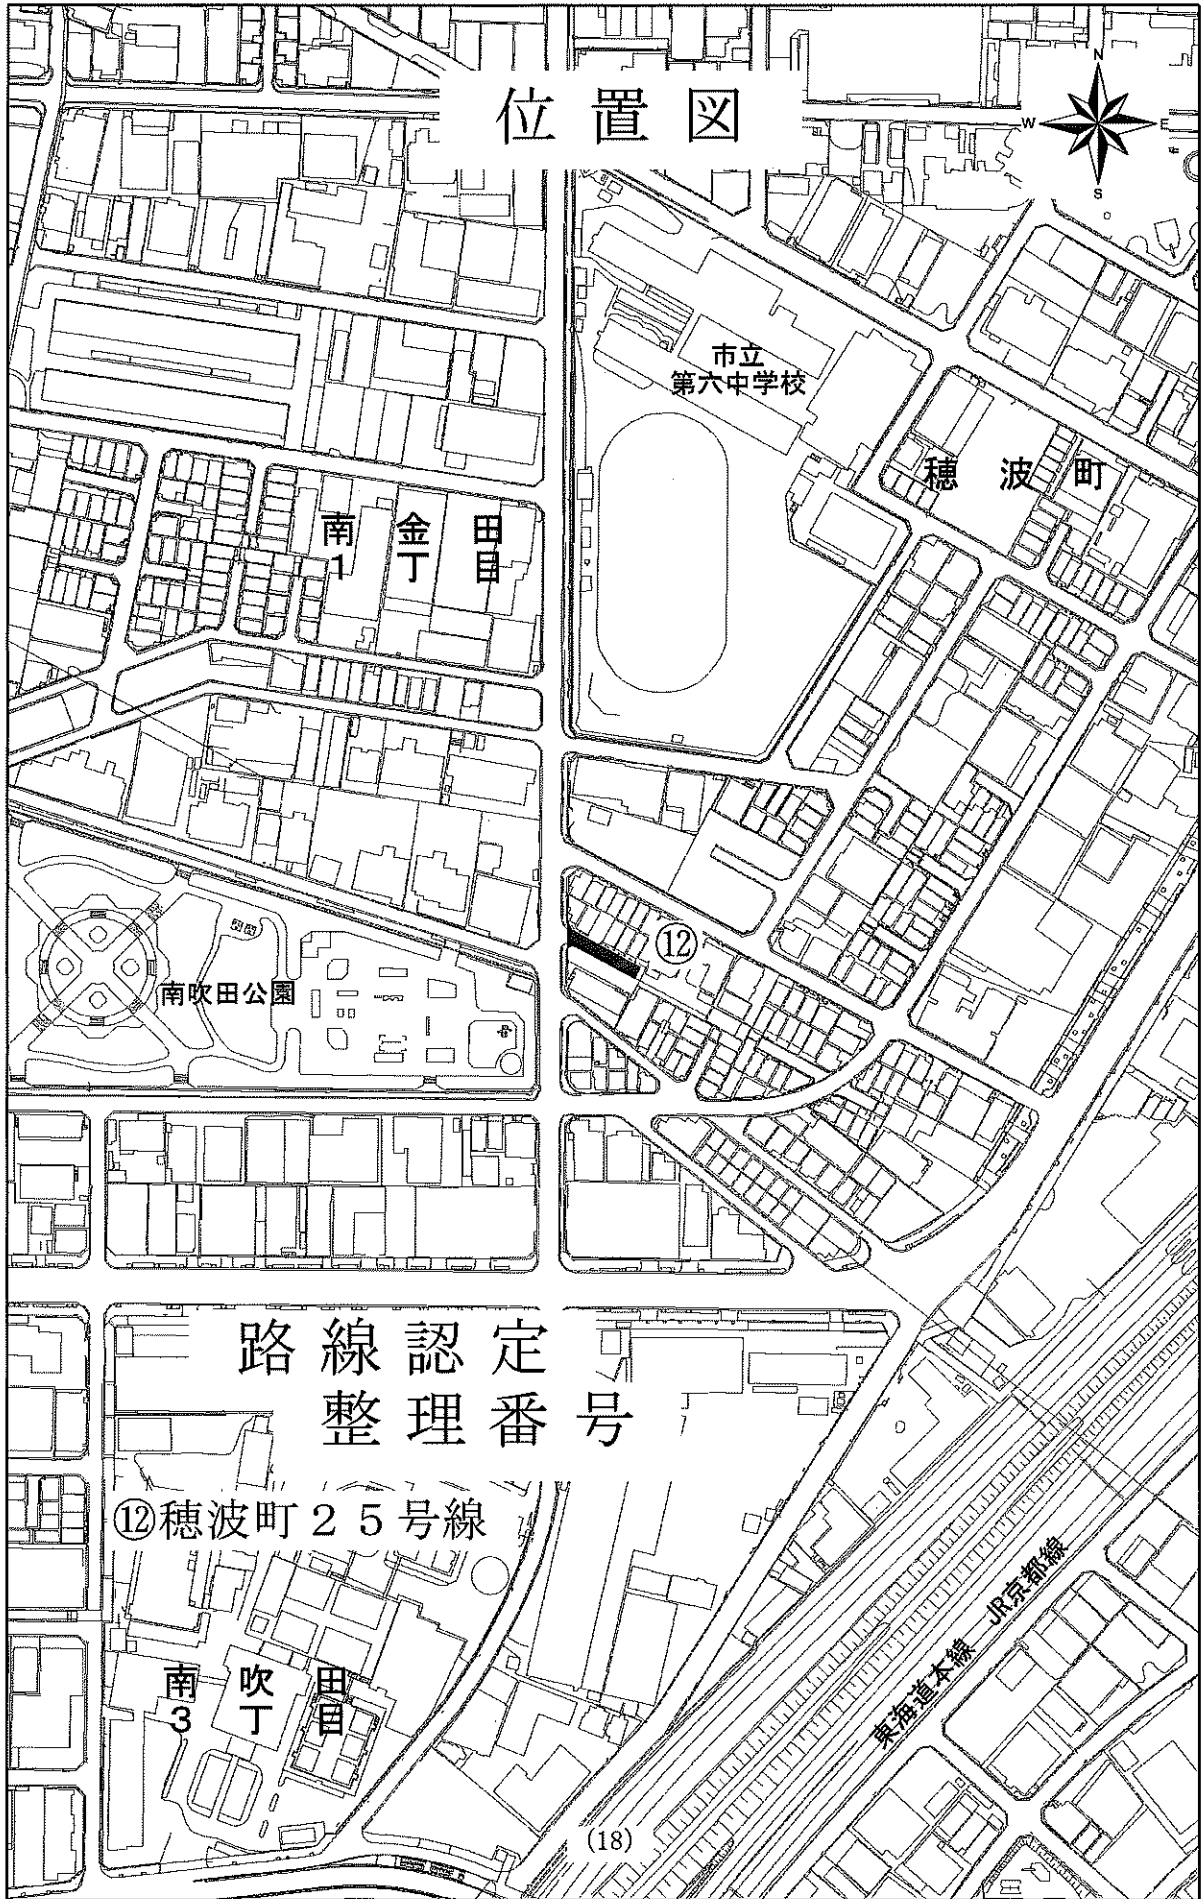 位置図
N
W E
S
市立
第六中学校
穂波町
南金田
1丁目
⑫
南吹田公園
路線認定
整理番号
⑫穂波町２５号線
JR京都線
東海道本線
南吹田
3丁目
(18)